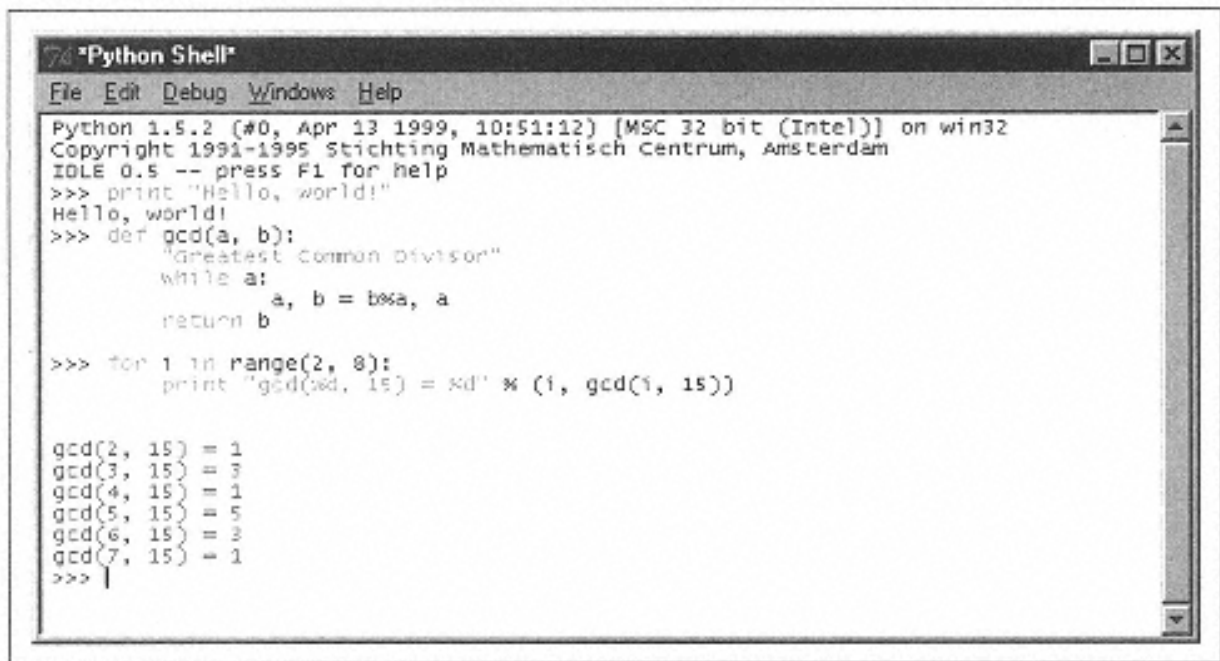 *Python Shell*
File Edit Debug Windows Help
Python 1.5.2 (#0, Apr 13 1999, 10:51:12) [MSC 32 bit (Intel)] on win32
Copyright 1991-1995 Stichting Mathematisch Centrum, Amsterdam
IDLE 0.5 -- press F1 for help
>>> print "Hello, world!"
Hello, world!
>>> def gcd(a, b):
        "Greatest Common Divisor"
        while a:
                a, b = b%a, a
        return b
>>> for i in range(2, 8):
        print "gcd(%d, 15) = %d" % (i, gcd(i, 15))
gcd(2, 15) = 1
gcd(3, 15) = 3
gcd(4, 15) = 1
gcd(5, 15) = 5
gcd(6, 15) = 3
gcd(7, 15) = 1
>>>